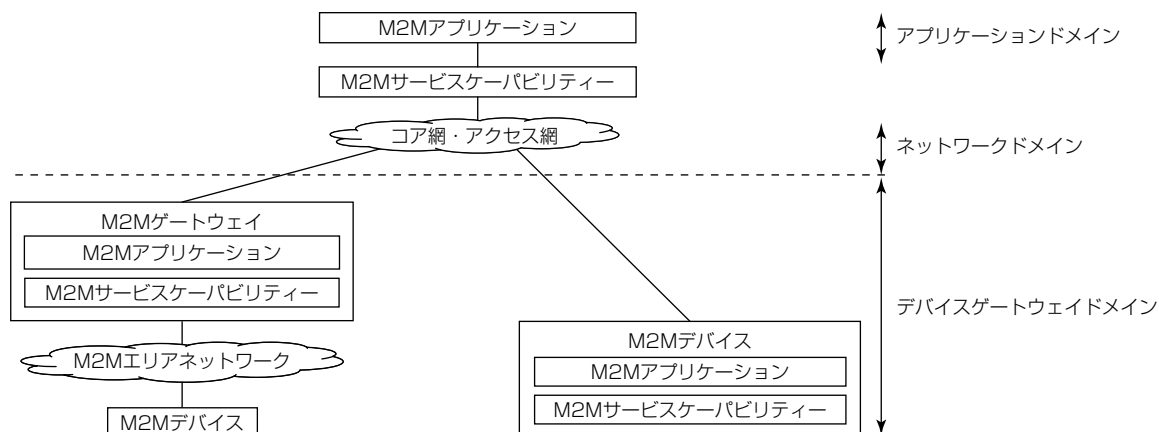 M2Mアプリケーション
アプリケーションドメイン
M2Mサービスケーパビリティー
コア網・アクセス網
ネットワークドメイン
M2Mゲートウェイ
M2Mアプリケーション
M2Mサービスケーパビリティー
デバイスゲートウェイドメイン
M2Mエリアネットワーク
M2Mデバイス
M2Mデバイス
M2Mアプリケーション
M2Mサービスケーパビリティー